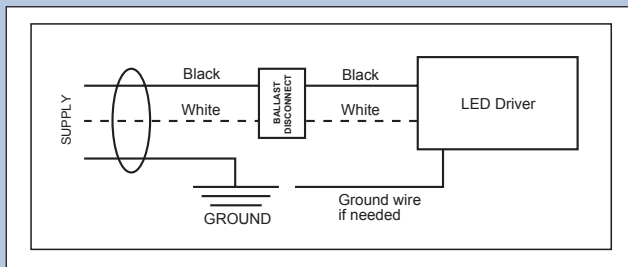 Black
Black
White
White
SUPPLY
BALLAST
DISCONNECT
LED Driver
GROUND
Ground wire
if needed